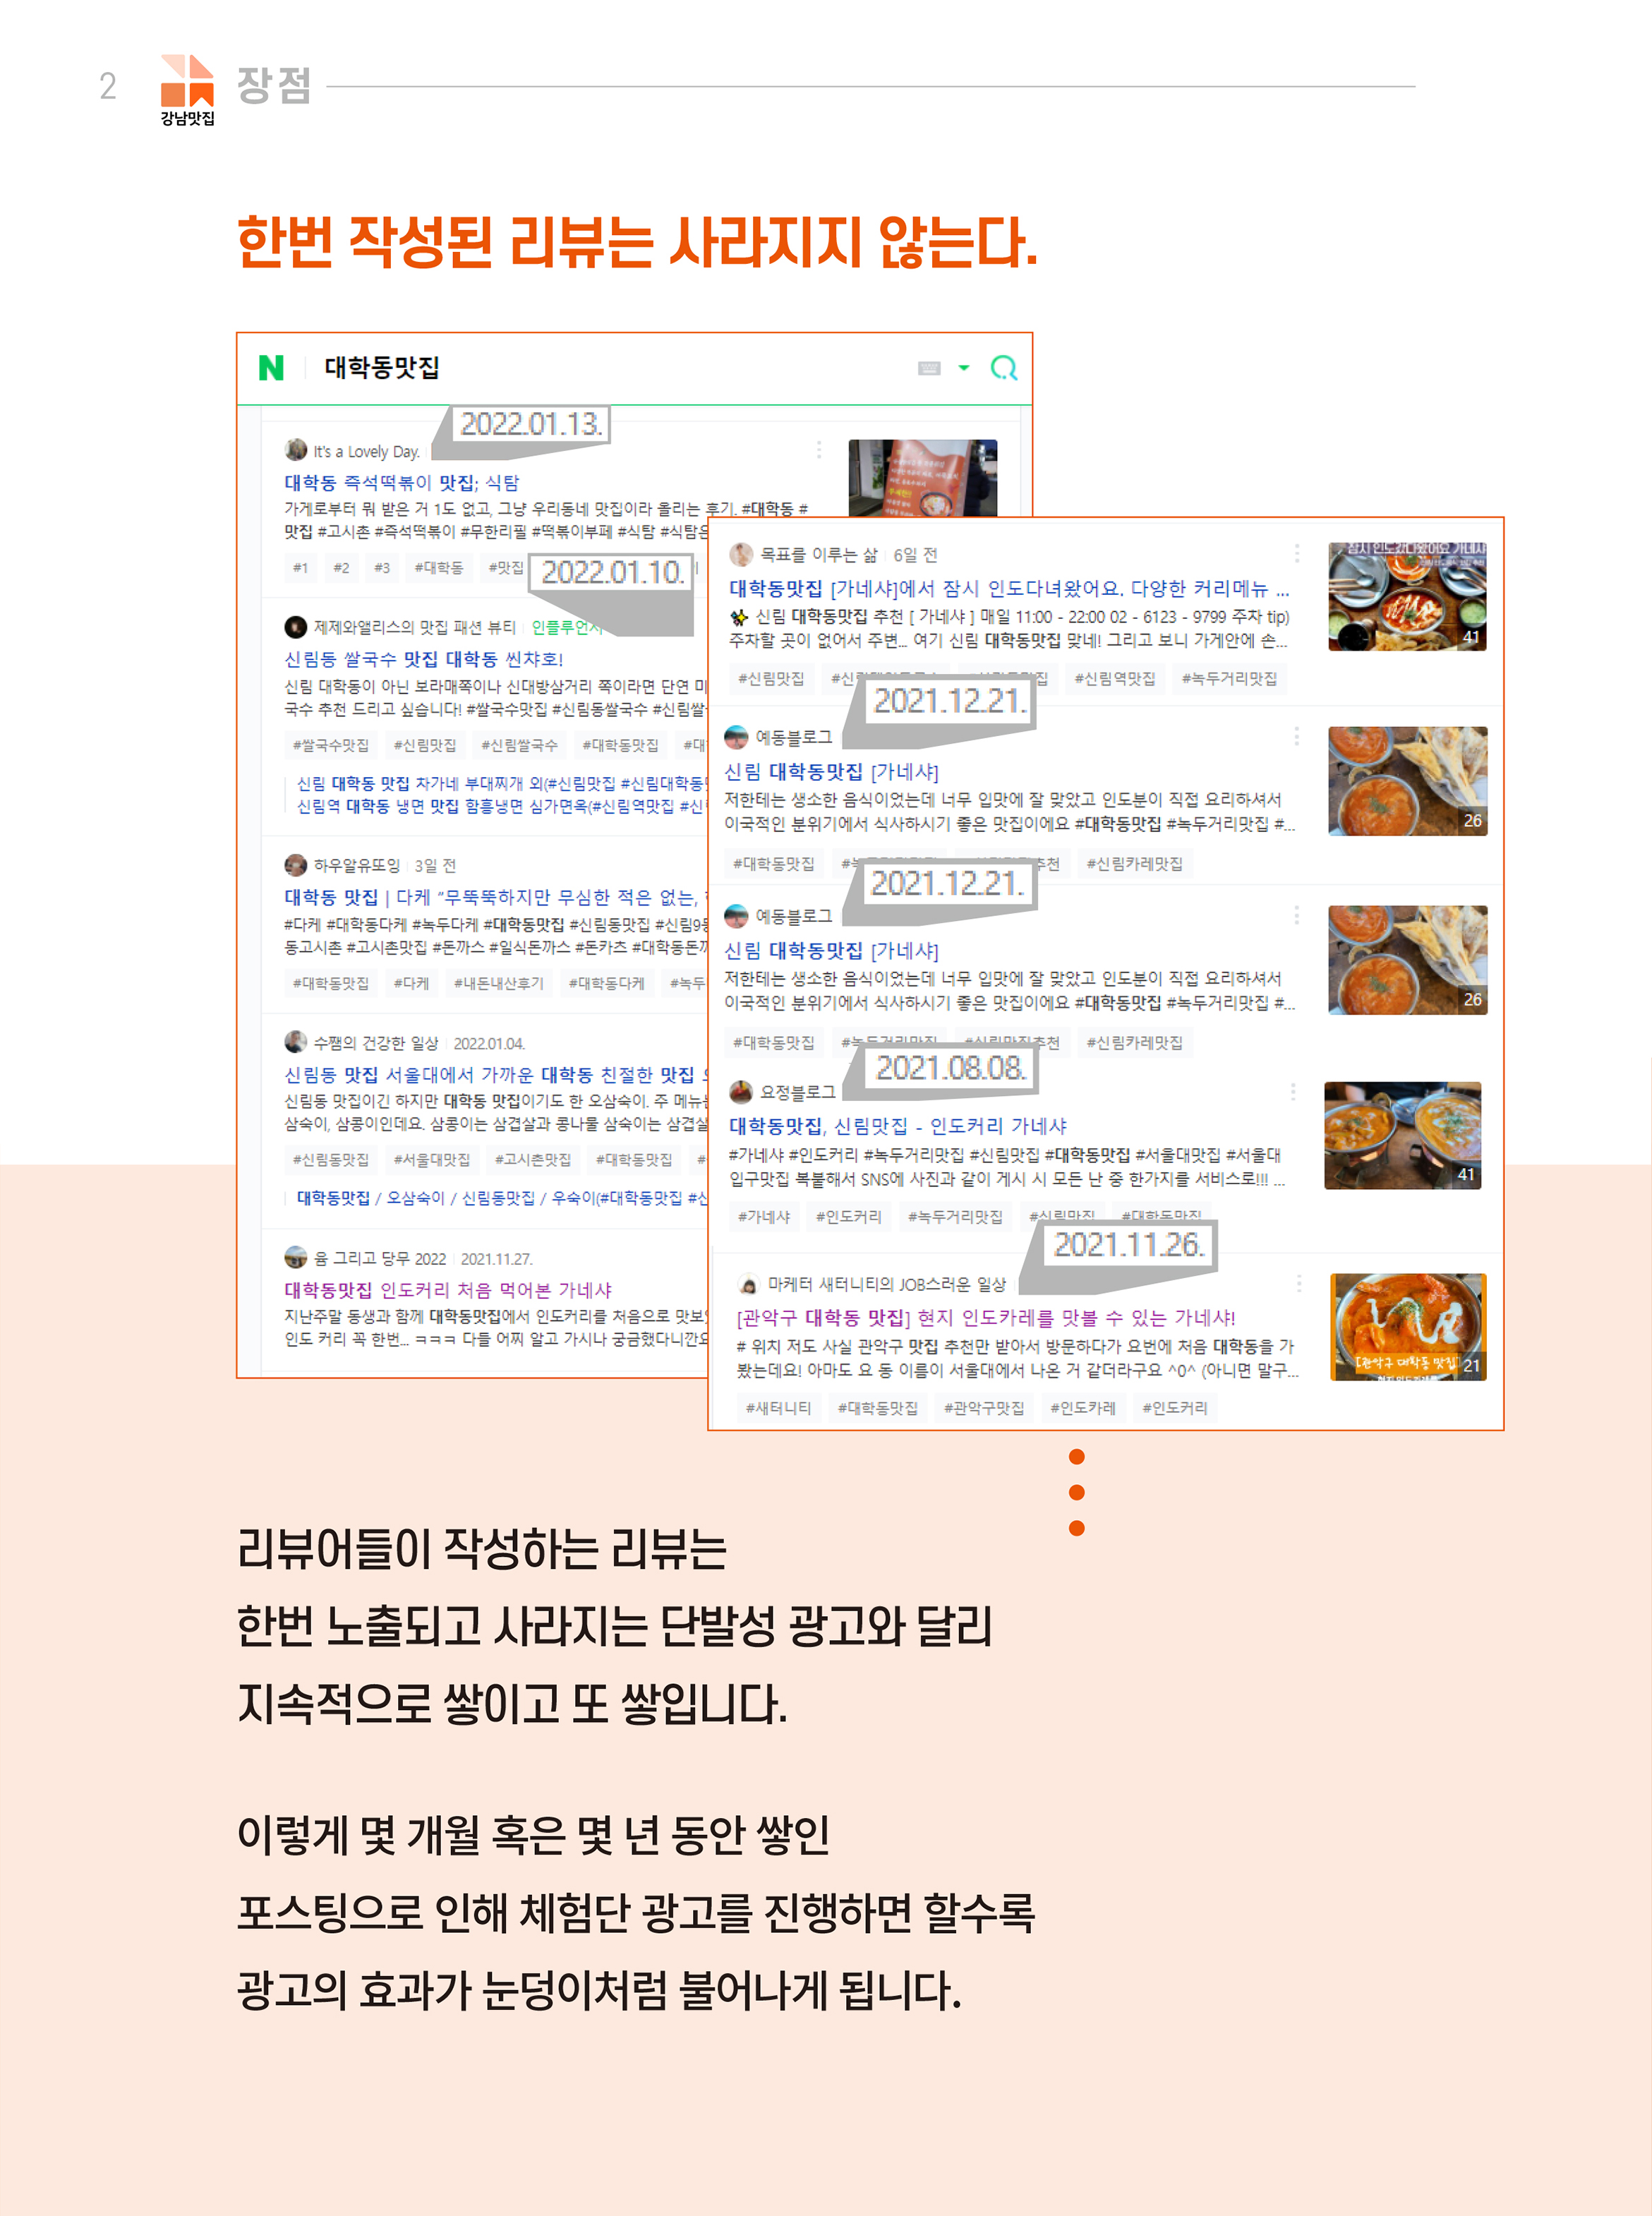 2
강남맛집
장점
한번 작성된 리뷰는 사라지지 않는다.
N 대학동맛집
It's a Lovely Day. 2022.01.13.
대학동 즉석떡볶이 맛집; 식탐
가게로부터 뭐 받은 거 1도 없고, 그냥 우리동네 맛집이라 올리는 후기. #대학동 #
맛집 #고시촌 #즉석떡볶이 #무한리필 #떡볶이부페 #식탐 #식탐은
#1 #2 #3 #대학동 #맛집
2022.01.10.
제제와앨리스의 맛집 패션 뷰티 인플루언서
신림동 쌀국수 맛집 대학동 씬챠호!
신림 대학동이 아닌 보라매쪽이나 신대방삼거리 쪽이라면 단연 미
국수 추천 드리고 싶습니다! #쌀국수맛집 #신림동쌀국수 #신림쌀
#쌀국수맛집 #신림맛집 #신림쌀국수 #대학동맛집 #대
신림 대학동 맛집 차가네 부대찌개 외(#신림맛집 #신림대학동
신림역 대학동 냉면 맛집 함흥냉면 심가면옥(#신림역맛집 #신
하우알유또잉 3일 전
대학동 맛집 | 다케 “무뚝뚝하지만 무심한 적은 없는,
#다케 #대학동다케 #녹두다케 #대학동맛집 #신림동맛집 #신림9동
동고시촌 #고시촌맛집 #돈까스 #일식돈까스 #돈카츠 #대학동돈까
#대학동맛집 #다케 #내돈내산후기 #대학동다케 #녹두
수쨈의 건강한 일상 2022.01.04.
신림동 맛집 서울대에서 가까운 대학동 친절한 맛집
신림동 맛집이긴 하지만 대학동 맛집이기도 한 오삼숙이. 주 메뉴는
삼숙이, 삼콩이인데요. 삼콩이는 삼겹살과 콩나물 삼숙이는 삼겹살
#신림동맛집 #서울대맛집 #고시촌맛집 #대학동맛집 #
대학동맛집 / 오삼숙이 / 신림동맛집 / 우숙이(#대학동맛집 #신
윰 그리고 당무 2022 2021.11.27.
대학동맛집 인도커리 처음 먹어본 가네샤
지난주말 동생과 함께 대학동맛집에서 인도커리를 처음으로 맛보았
인도 커리 꼭 한번... ㅋㅋㅋ 다들 어찌 알고 가시나 궁금했다니깐요
목표를 이루는 삶 6일 전
대학동맛집 [가네샤]에서 잠시 인도다녀왔어요. 다양한 커리메뉴 ...
✨ 신림 대학동맛집 추천 [ 가네샤 ] 매일 11:00 - 22:00 02 - 6123 - 9799 주차 tip)
주차할 곳이 없어서 주변... 여기 신림 대학동맛집 맞네! 그리고 보니 가게안에 손...
41
#신림맛집 #신림 #신림역맛집 #녹두거리맛집
예동블로그 2021.12.21.
신림 대학동맛집 [가네샤]
저한테는 생소한 음식이었는데 너무 입맛에 잘 맞았고 인도분이 직접 요리하셔서
이국적인 분위기에서 식사하시기 좋은 맛집이에요 #대학동맛집 #녹두거리맛집 #...
26
#대학동맛집 #신림카레맛집
예동블로그 2021.12.21.
신림 대학동맛집 [가네샤]
저한테는 생소한 음식이었는데 너무 입맛에 잘 맞았고 인도분이 직접 요리하셔서
이국적인 분위기에서 식사하시기 좋은 맛집이에요 #대학동맛집 #녹두거리맛집 #...
26
#대학동맛집 #녹두거리맛집 #신림맛집추천 #신림카레맛집
요정블로그 2021.08.08.
대학동맛집, 신림맛집 - 인도커리 가네샤
#가네샤 #인도커리 #녹두거리맛집 #신림맛집 #대학동맛집 #서울대맛집 #서울대
입구맛집 복붙해서 SNS에 사진과 같이 게시 시 모든 난 중 한가지를 서비스로!!! ...
41
#가네샤 #인도커리 #녹두거리맛집 #신림맛집 #대학동맛집
마케터 새터니티의 JOB스러운 일상 2021.11.26.
[관악구 대학동 맛집] 현지 인도카레를 맛볼 수 있는 가네샤!
# 위치 저도 사실 관악구 맛집 추천만 받아서 방문하다가 요번에 처음 대학동을 가
봤는데요! 아마도 요 동 이름이 서울대에서 나온 거 같더라구요 ^0^ (아니면 말구...
[관악구 대학동 맛집] 21
#새터니티 #대학동맛집 #관악구맛집 #인도카레 #인도커리
리뷰어들이 작성하는 리뷰는
한번 노출되고 사라지는 단발성 광고와 달리
지속적으로 쌓이고 또 쌓입니다.
이렇게 몇 개월 혹은 몇 년 동안 쌓인
포스팅으로 인해 체험단 광고를 진행하면 할수록
광고의 효과가 눈덩이처럼 불어나게 됩니다.